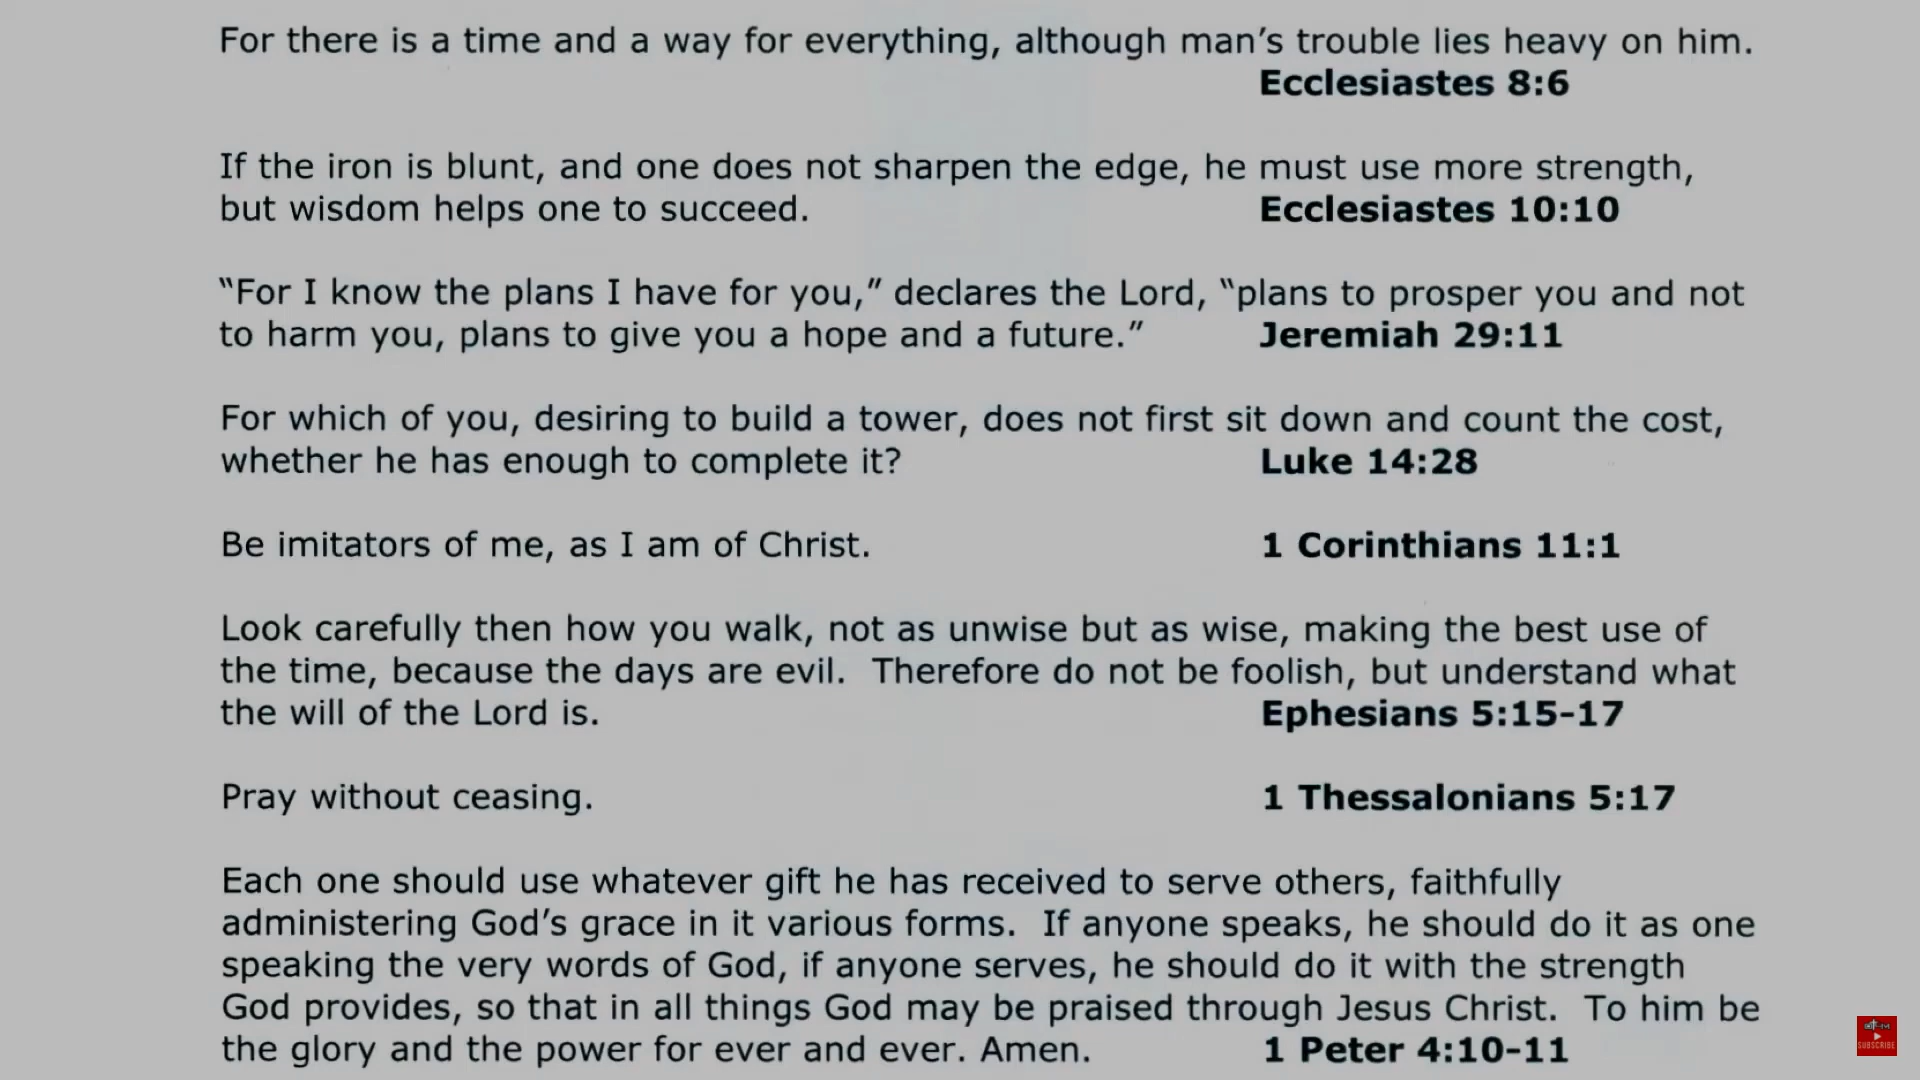 For there is a time and a way for everything, although man's trouble lies heavy on him.
Ecclesiastes 8:6
If the iron is blunt, and one does not sharpen the edge, he must use more strength,
but wisdom helps one to succeed. Ecclesiastes 10:10
“For I know the plans I have for you,” declares the Lord, “plans to prosper you and not
to harm you, plans to give you a hope and a future.” Jeremiah 29:11
For which of you, desiring to build a tower, does not first sit down and count the cost,
whether he has enough to complete it? Luke 14:28
Be imitators of me, as I am of Christ. 1 Corinthians 11:1
Look carefully then how you walk, not as unwise but as wise, making the best use of
the time, because the days are evil. Therefore do not be foolish, but understand what
the will of the Lord is. Ephesians 5:15-17
Pray without ceasing. 1 Thessalonians 5:17
Each one should use whatever gift he has received to serve others, faithfully
administering God's grace in it various forms. If anyone speaks, he should do it as one
speaking the very words of God, if anyone serves, he should do it with the strength
God provides, so that in all things God may be praised through Jesus Christ. To him be
the glory and the power for ever and ever. Amen. 1 Peter 4:10-11
SUBSCRIBE